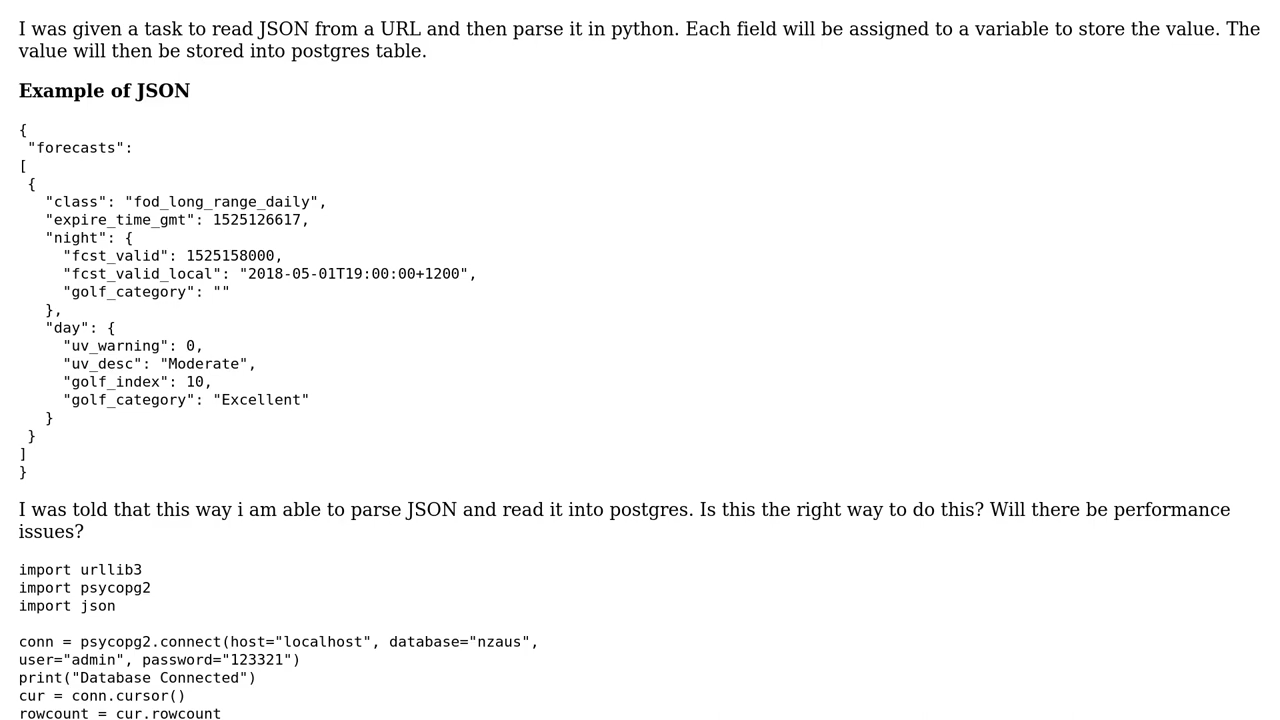 I was given a task to read JSON from a URL and then parse it in python. Each field will be assigned to a variable to store the value. The
value will then be stored into postgres table.
Example of JSON
{
 "forecasts":
[
 {
   "class": "fod_long_range_daily",
   "expire_time_gmt": 1525126617,
   "night": {
     "fcst_valid": 1525158000,
     "fcst_valid_local": "2018-05-01T19:00:00+1200",
     "golf_category": ""
   },
   "day": {
     "uv_warning": 0,
     "uv_desc": "Moderate",
     "golf_index": 10,
     "golf_category": "Excellent"
   }
 }
]
}
I was told that this way i am able to parse JSON and read it into postgres. Is this the right way to do this? Will there be performance
issues?
import urllib3
import psycopg2
import json
conn = psycopg2.connect(host="localhost", database="nzaus",
user="admin", password="123321")
print("Database Connected")
cur = conn.cursor()
rowcount = cur.rowcount